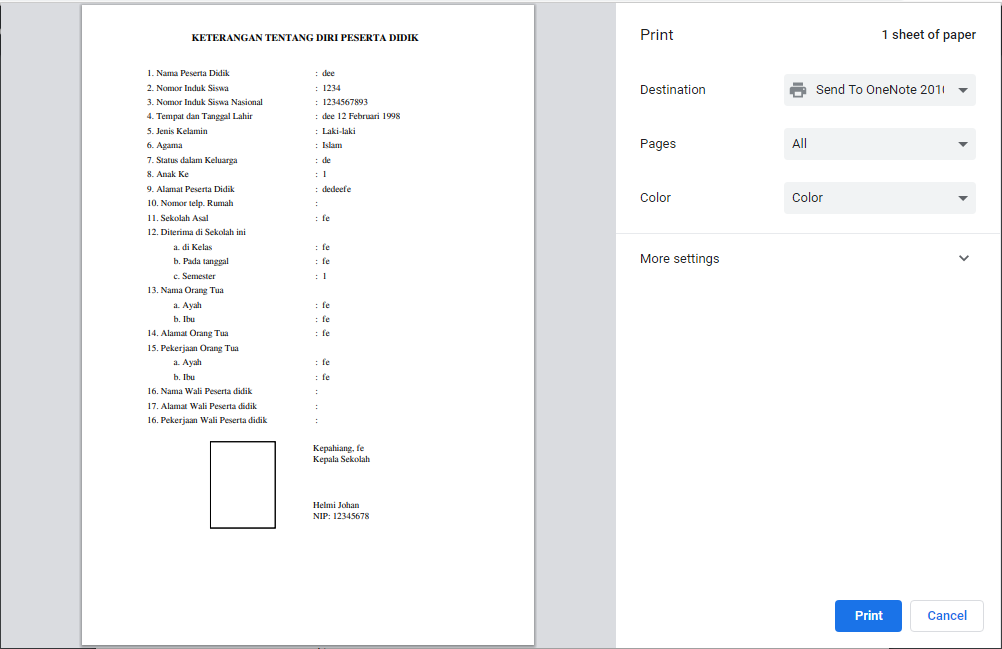 KETERANGAN TENTANG DIRI PESERTA DIDIK
1. Nama Peserta Didik : dee
2. Nomor Induk Siswa : 1234
3. Nomor Induk Siswa Nasional : 1234567893
4. Tempat dan Tanggal Lahir : dee 12 Februari 1998
5. Jenis Kelamin : Laki-laki
6. Agama : Islam
7. Status dalam Keluarga : de
8. Anak Ke : 1
9. Alamat Peserta Didik : dedeefe
10. Nomor telp. Rumah :
11. Sekolah Asal : fe
12. Diterima di Sekolah ini
a. di Kelas : fe
b. Pada tanggal : fe
c. Semester : 1
13. Nama Orang Tua
a. Ayah : fe
b. Ibu : fe
14. Alamat Orang Tua : fe
15. Pekerjaan Orang Tua
a. Ayah : fe
b. Ibu : fe
16. Nama Wali Peserta didik :
17. Alamat Wali Peserta didik :
16. Pekerjaan Wali Peserta didik :
Kepahiang, fe
Kepala Sekolah
Helmi Johan
NIP: 12345678
Print 1 sheet of paper
Destination Send To OneNote 2010
Pages All
Color Color
More settings
Print Cancel